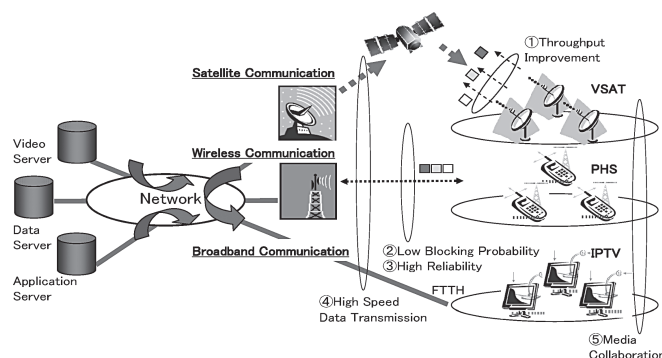 ①Throughput
Improvement
Satellite Communication
VSAT
Video
Server
Wireless Communication
Network
PHS
Data
Server
Broadband Communication
②Low Blocking Probability
③High Reliability
IPTV
Application
Server
FTTH
④High Speed
Data Transmission
⑤Media
Collaboration